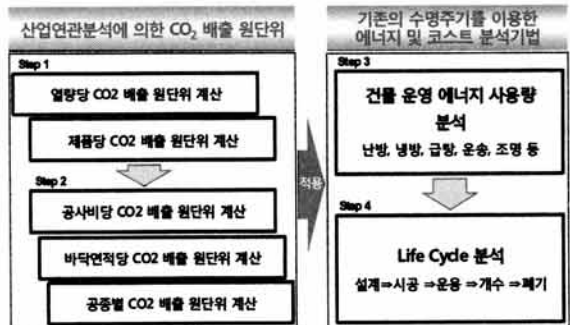 산업연관분석에 의한 CO₂ 배출 원단위
Step 1
열량당 CO2 배출 원단위 계산
제품당 CO2 배출 원단위 계산
Step 2
공사비당 CO2 배출 원단위 계산
바닥면적당 CO2 배출 원단위 계산
공종별 CO2 배출 원단위 계산
적용
기존의 수명주기를 이용한
에너지 및 코스트 분석기법
Step 3
건물 운영 에너지 사용량
분석
난방, 냉방, 급탕, 운송, 조명 등
Step 4
Life Cycle 분석
설계⇒시공 ⇒운용 ⇒개수 ⇒폐기